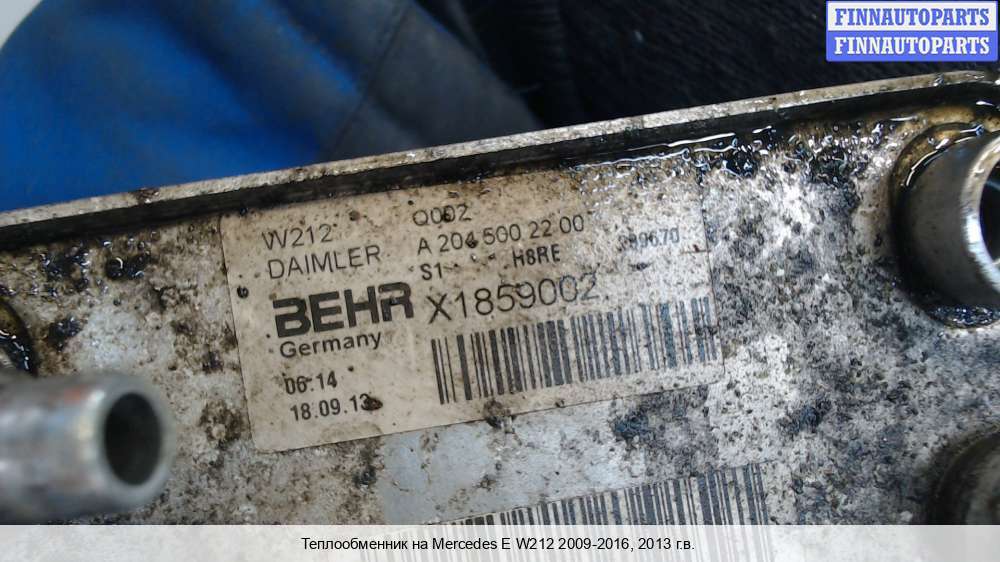 FINNAUTOPARTS
FINNAUTOPARTS
W212 Q002
DAIMLER A 204 500 22 00
S1 H8RE
BEHR X1859002
Germany
06:14
18.09.13
Теплообменник на Mercedes E W212 2009-2016, 2013 г.в.